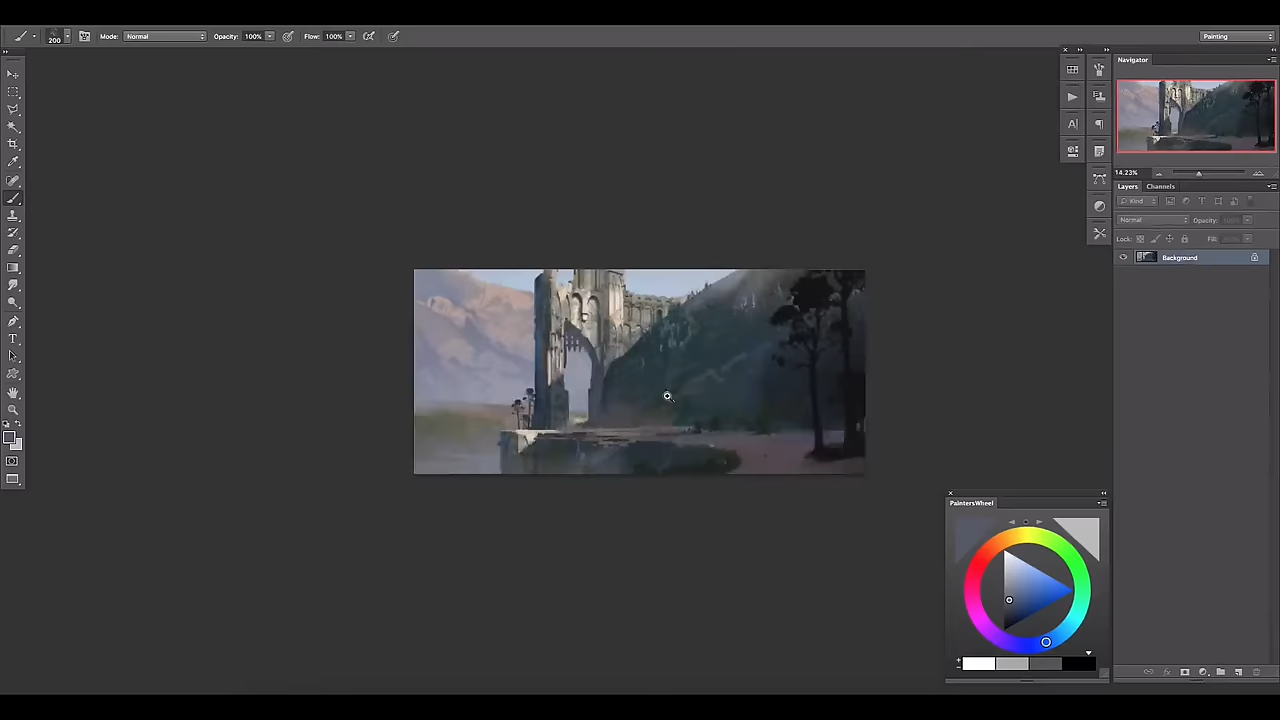 200 Mode: Normal Opacity: 100% Flow: 100% Painting
Navigator
14.23%
Layers Channels
Kind
Normal Opacity:
Lock: Fill:
Background
PaintersWheel